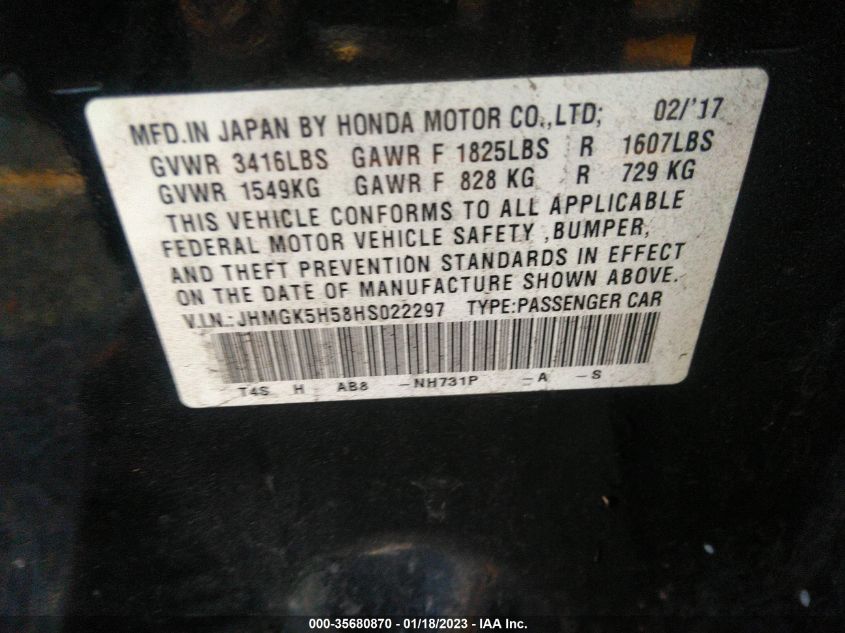 MFD.IN JAPAN BY HONDA MOTOR CO.,LTD; 02/'17
GVWR 3416LBS GAWR F 1825LBS R 1607LBS
GVWR 1549KG GAWR F 828 KG R 729 KG
THIS VEHICLE CONFORMS TO ALL APPLICABLE
FEDERAL MOTOR VEHICLE SAFETY ,BUMPER,
AND THEFT PREVENTION STANDARDS IN EFFECT
ON THE DATE OF MANUFACTURE SHOWN ABOVE.
V.I.N.:JHMGK5H58HS022297 TYPE:PASSENGER CAR
T4S H AB8 -NH731P -A -S
000-35680870 - 01/18/2023 - IAA Inc.